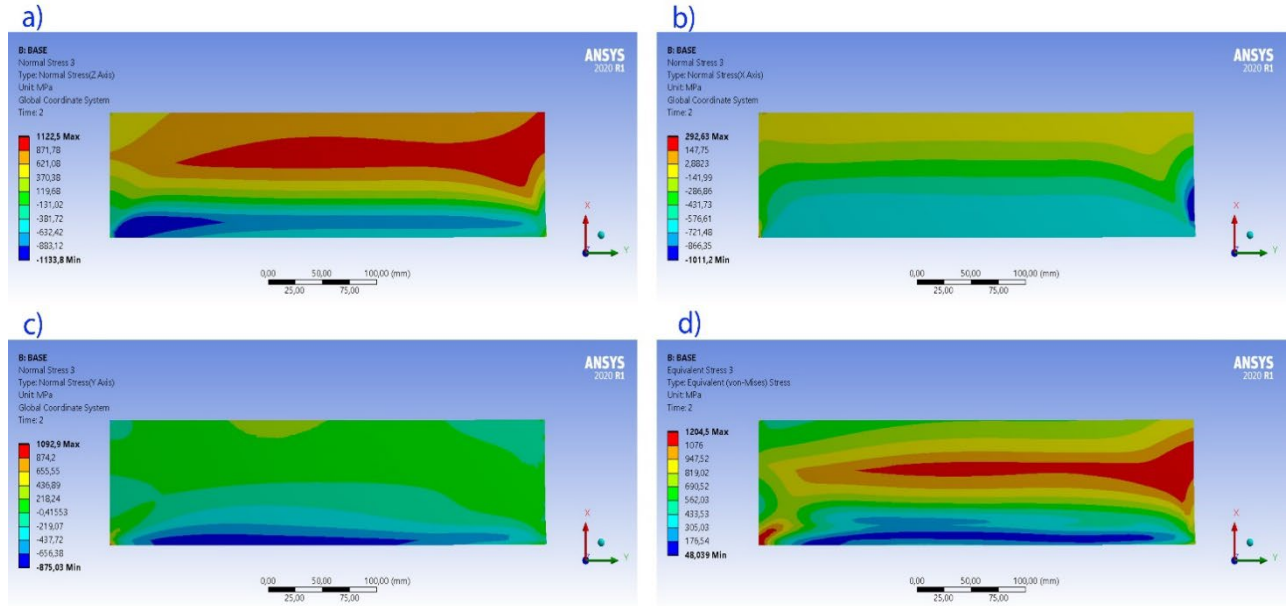 a)
B: BASE
Normal Stress 3
Type: Normal Stress(Z Axis)
Unit: MPa
Global Coordinate System
Time: 2
ANSYS
2020 R1
1122,5 Max
871,78
621,08
370,38
119,68
-131,02
-381,72
-632,42
-883,12
-1133,8 Min
X
Y
0,00 50,00 100,00 (mm)
25,00 75,00
b)
B: BASE
Normal Stress 3
Type: Normal Stress(X Axis)
Unit: MPa
Global Coordinate System
Time: 2
ANSYS
2020 R1
292,63 Max
147,75
2,8823
-141,99
-286,86
-431,73
-576,61
-721,48
-866,35
-1011,2 Min
X
Y
0,00 50,00 100,00 (mm)
25,00 75,00
c)
B: BASE
Normal Stress 3
Type: Normal Stress(Y Axis)
Unit: MPa
Global Coordinate System
Time: 2
ANSYS
2020 R1
1092,9 Max
874,2
655,55
436,89
218,24
-0,41553
-219,07
-437,72
-656,38
-875,03 Min
X
Y
0,00 50,00 100,00 (mm)
25,00 75,00
d)
B: BASE
Equivalent Stress 3
Type: Equivalent (von-Mises) Stress
Unit: MPa
Time: 2
ANSYS
2020 R1
1204,5 Max
1076
947,52
819,02
690,52
562,03
433,53
305,03
176,54
48,039 Min
X
Y
0,00 50,00 100,00 (mm)
25,00 75,00